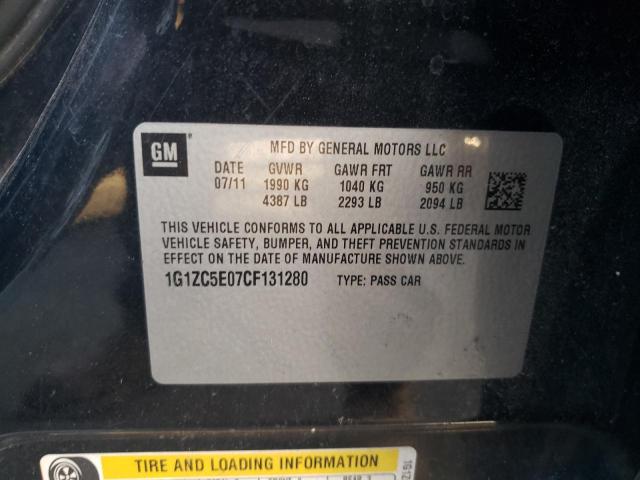 GM
MFD BY GENERAL MOTORS LLC
DATE GVWR GAWR FRT GAWR RR
07/11 1990 KG 1040 KG 950 KG
4387 LB 2293 LB 2094 LB
THIS VEHICLE CONFORMS TO ALL APPLICABLE U.S. FEDERAL MOTOR
VEHICLE SAFETY, BUMPER, AND THEFT PREVENTION STANDARDS IN
EFFECT ON THE DATE OF MANUFACTURE SHOWN ABOVE.
1G1ZC5E07CF131280 TYPE: PASS CAR
TIRE AND LOADING INFORMATION